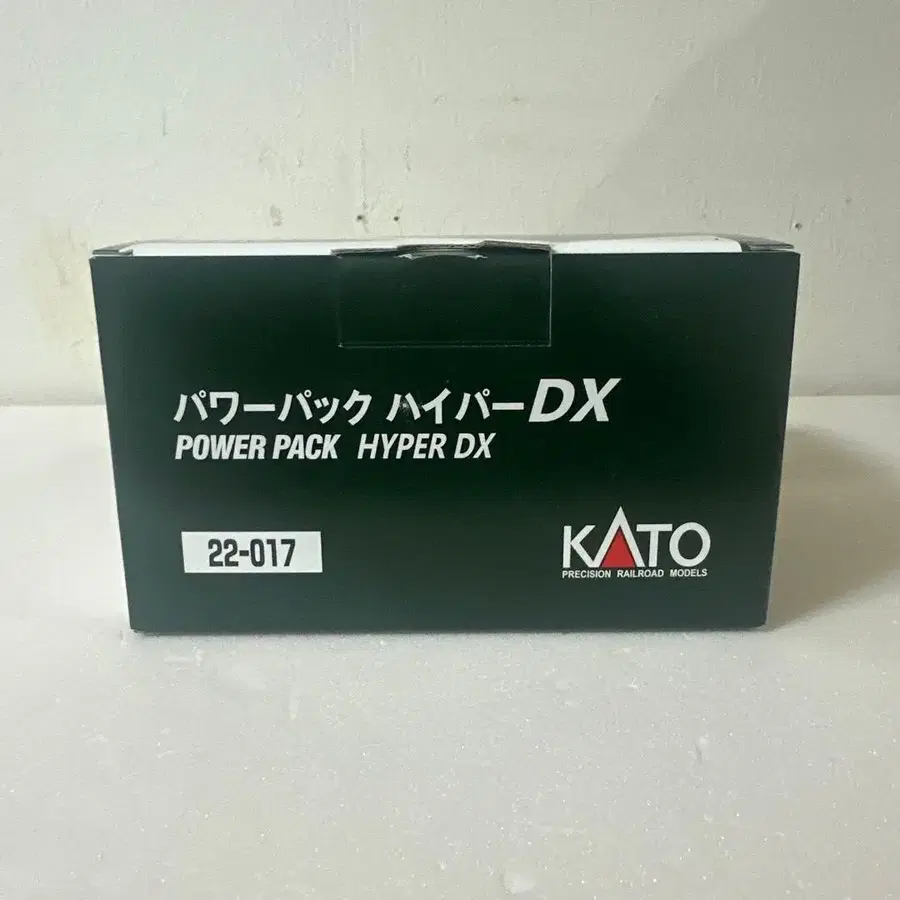 パワーパック ハイパーDX
POWER PACK HYPER DX
22-017
KATO
PRECISION RAILROAD MODELS